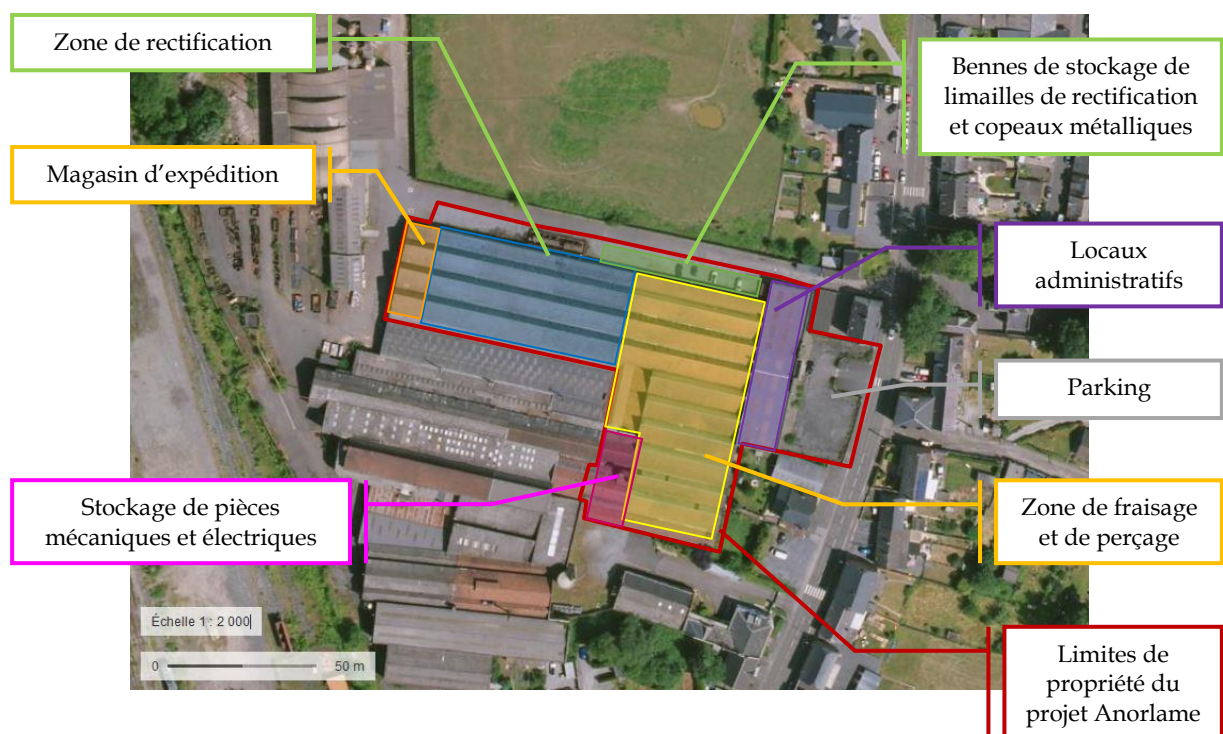 Zone de rectification
Bennes de stockage de
limailles de rectification
et copeaux métalliques
Magasin d'expédition
Locaux
administratifs
Parking
Stockage de pièces
mécaniques et électriques
Zone de fraisage
et de perçage
Échelle 1 : 2 000
0 50 m
Limites de
propriété du
projet Anorlame